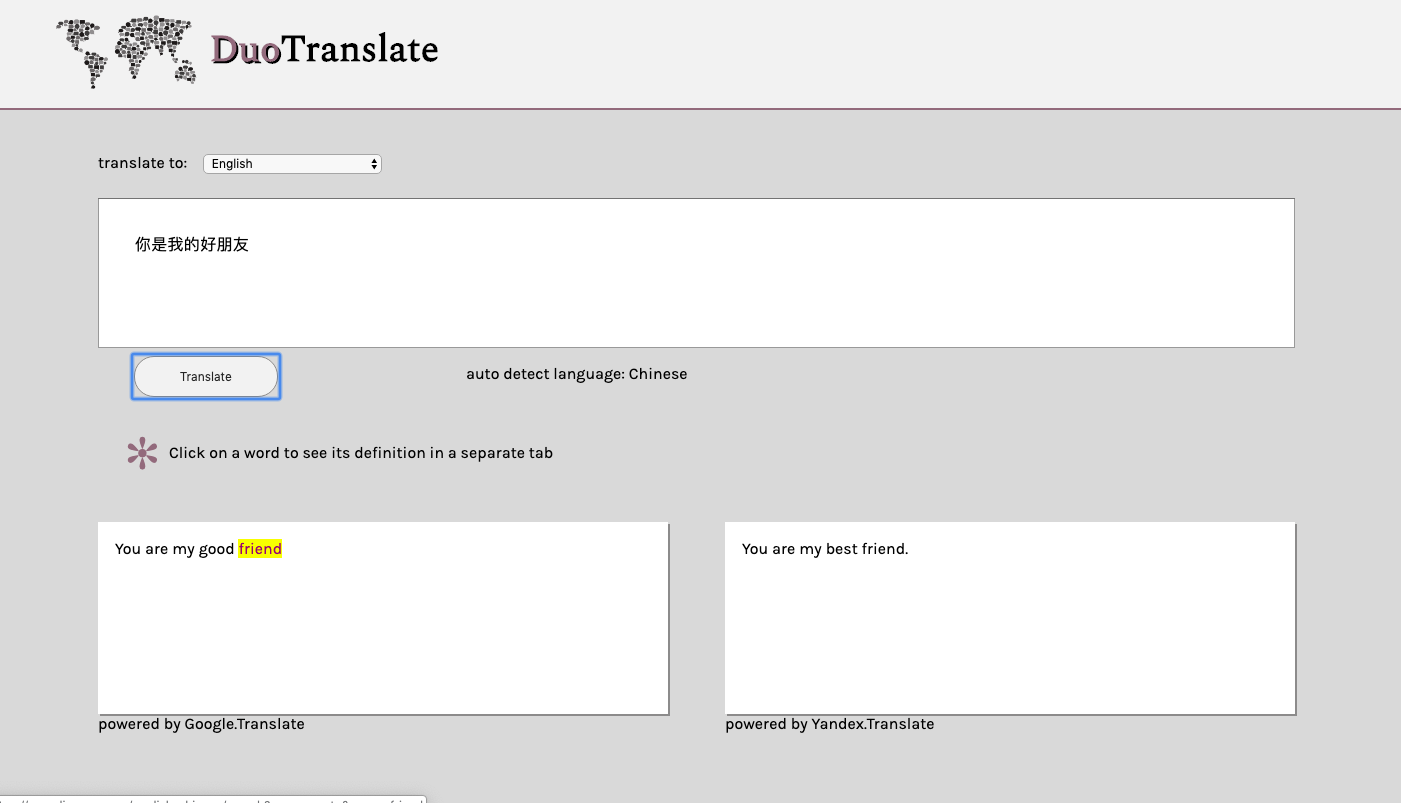 DuoTranslate
translate to: English
你是我的好朋友
Translate
auto detect language: Chinese
Click on a word to see its definition in a separate tab
You are my good friend
You are my best friend.
powered by Google.Translate
powered by Yandex.Translate